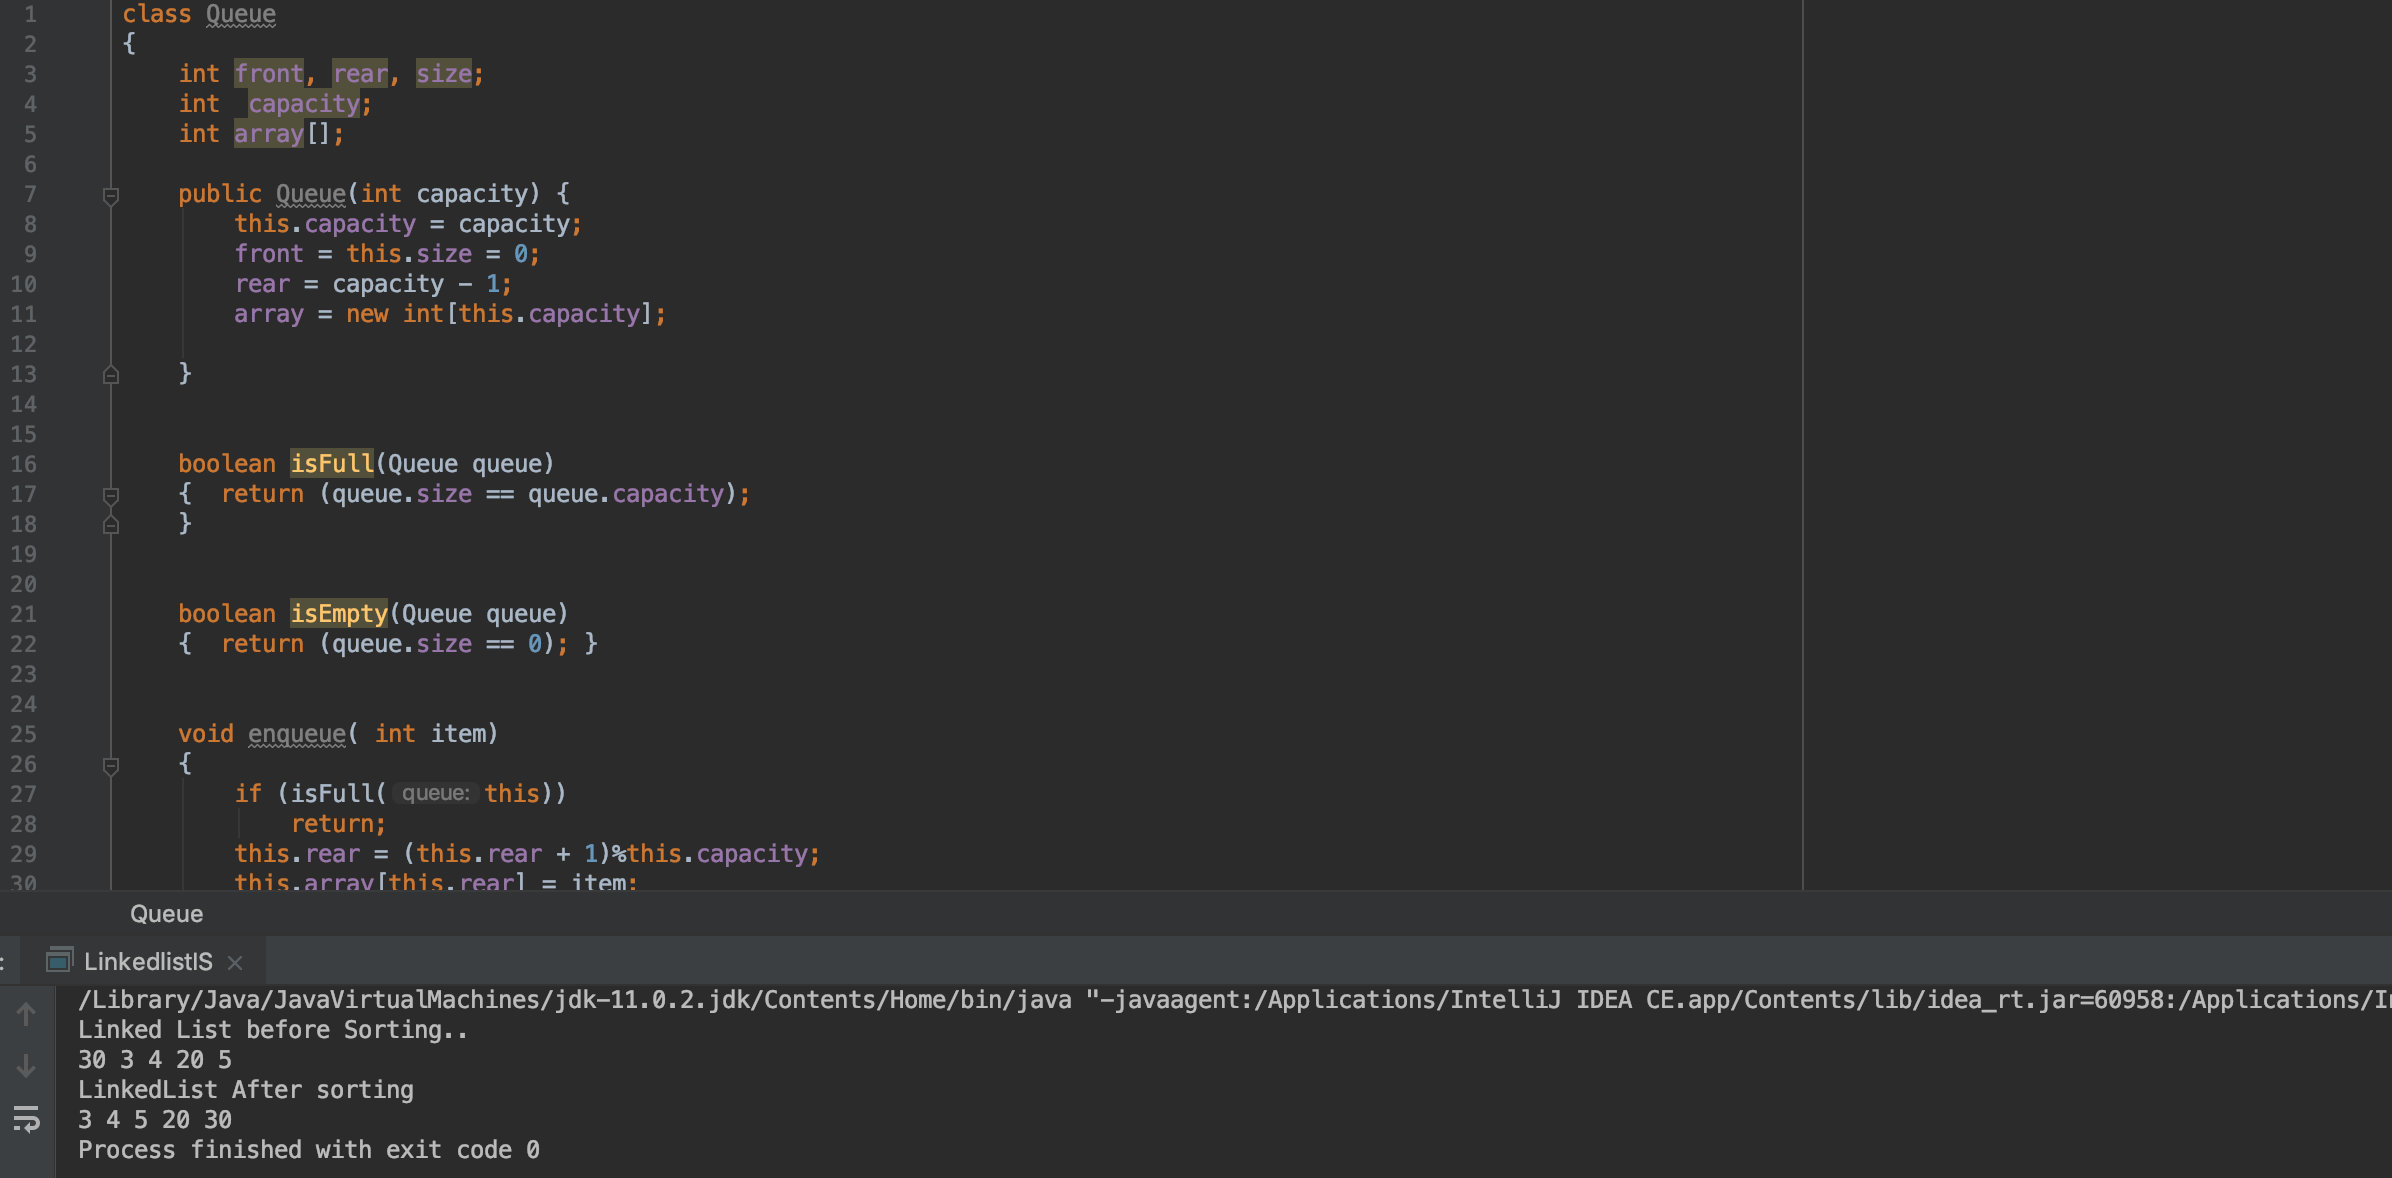 1 class Queue
2 {
3 int front, rear, size;
4 int capacity;
5 int array[];
6
7 public Queue(int capacity) {
8 this.capacity = capacity;
9 front = this.size = 0;
10 rear = capacity - 1;
11 array = new int[this.capacity];
12
13 }
14
15
16 boolean isFull(Queue queue)
17 { return (queue.size == queue.capacity);
18 }
19
20
21 boolean isEmpty(Queue queue)
22 { return (queue.size == 0); }
23
24
25 void enqueue( int item)
26 {
27 if (isFull( queue: this))
28 return;
29 this.rear = (this.rear + 1)%this.capacity;
30 this.array[this.rear] = item;
Queue
: LinkedlistIS ×
/Library/Java/JavaVirtualMachines/jdk-11.0.2.jdk/Contents/Home/bin/java "-javaagent:/Applications/IntelliJ IDEA CE.app/Contents/lib/idea_rt.jar=60958:/Applications/I
Linked List before Sorting..
30 3 4 20 5
LinkedList After sorting
3 4 5 20 30
Process finished with exit code 0